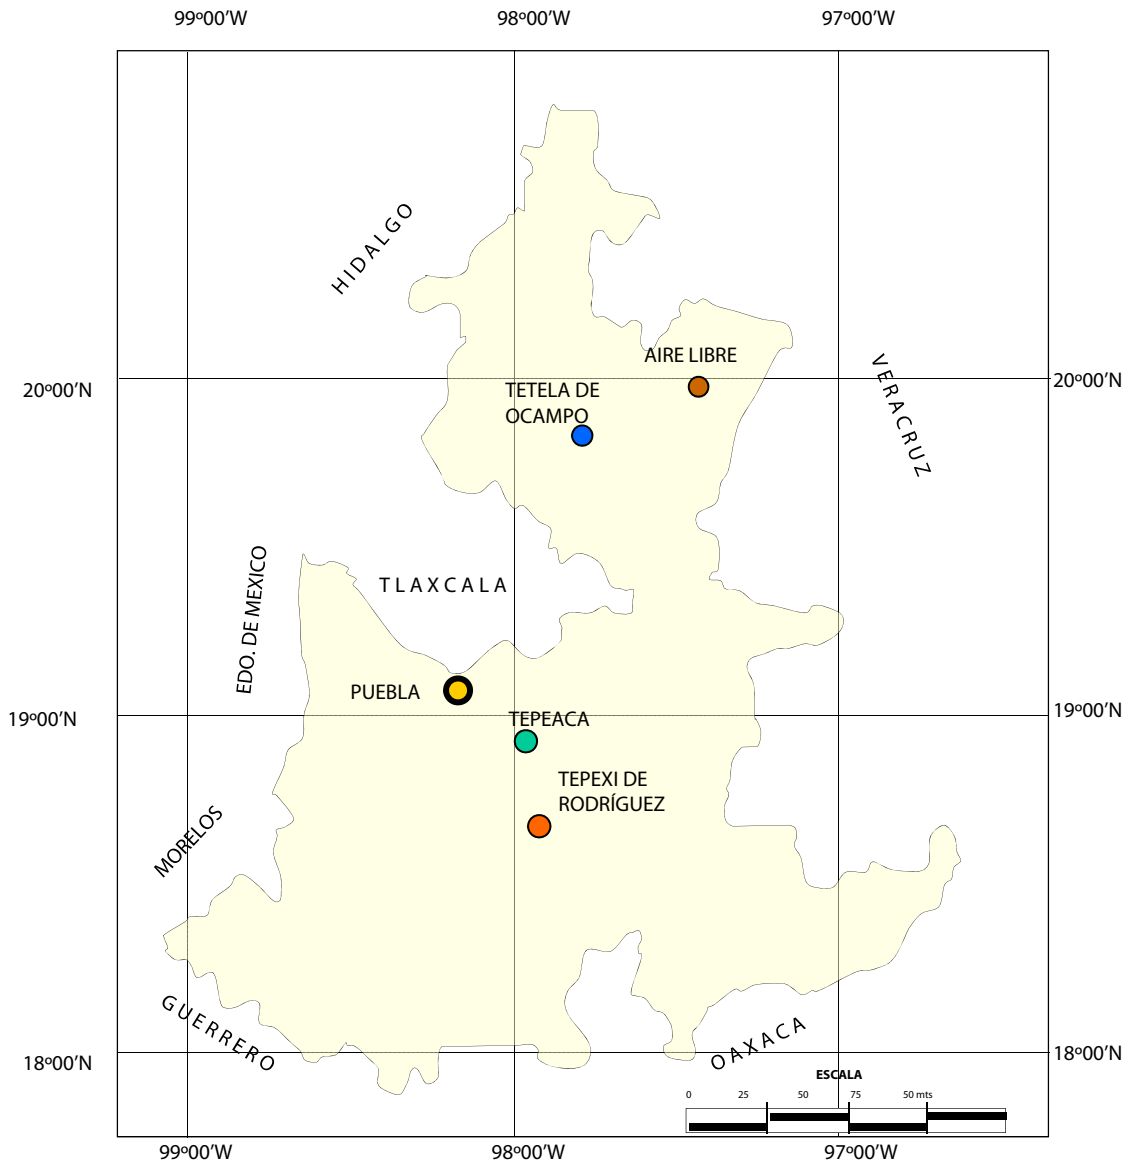 99º00’W 98º00’W 97º00’W
HIDALGO
AIRE LIBRE
VERACRUZ
20º00’N 20º00’N
TETELA DE
OCAMPO
EDO. DE MEXICO
TLAXCALA
PUEBLA
19º00’N 19º00’N
TEPEACA
TEPEXI DE
RODRÍGUEZ
MORELOS
GUERRERO
OAXACA
18º00’N 18º00’N
ESCALA
0 25 50 75 50 mts
99º00’W 98º00’W 97º00’W